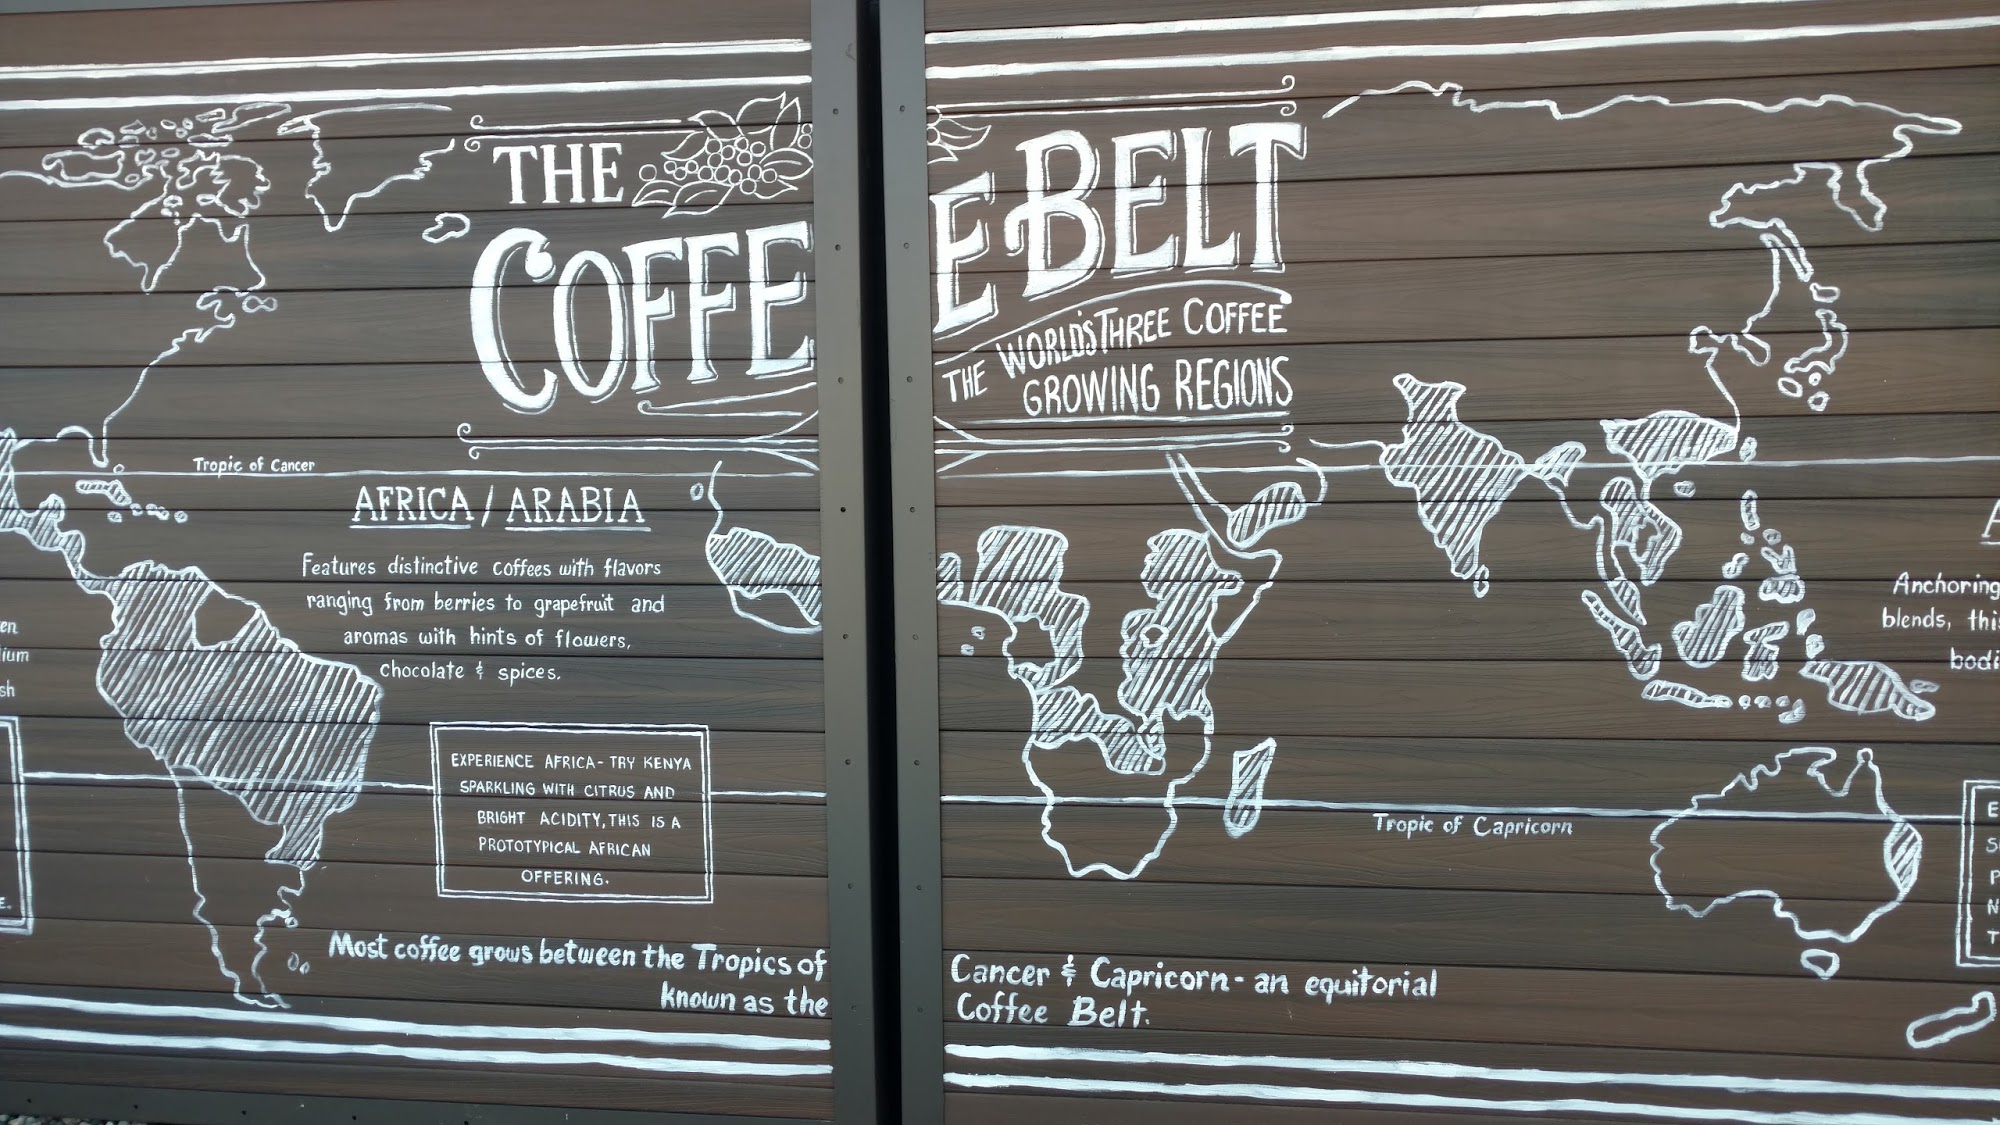 THE
COFFEE BELT
THE WORLD'S THREE COFFEE
GROWING REGIONS
Tropic of Cancer
AFRICA / ARABIA
Features distinctive coffees with flavors
ranging from berries to grapefruit and
aromas with hints of flowers,
chocolate & spices.
EXPERIENCE AFRICA - TRY KENYA
SPARKLING WITH CITRUS AND
BRIGHT ACIDITY, THIS IS A
PROTOTYPICAL AFRICAN
OFFERING.
Tropic of Capricorn
Anchoring
blends, this
bodi
Most coffee grows between the Tropics of Cancer & Capricorn - an equitorial
known as the Coffee Belt.